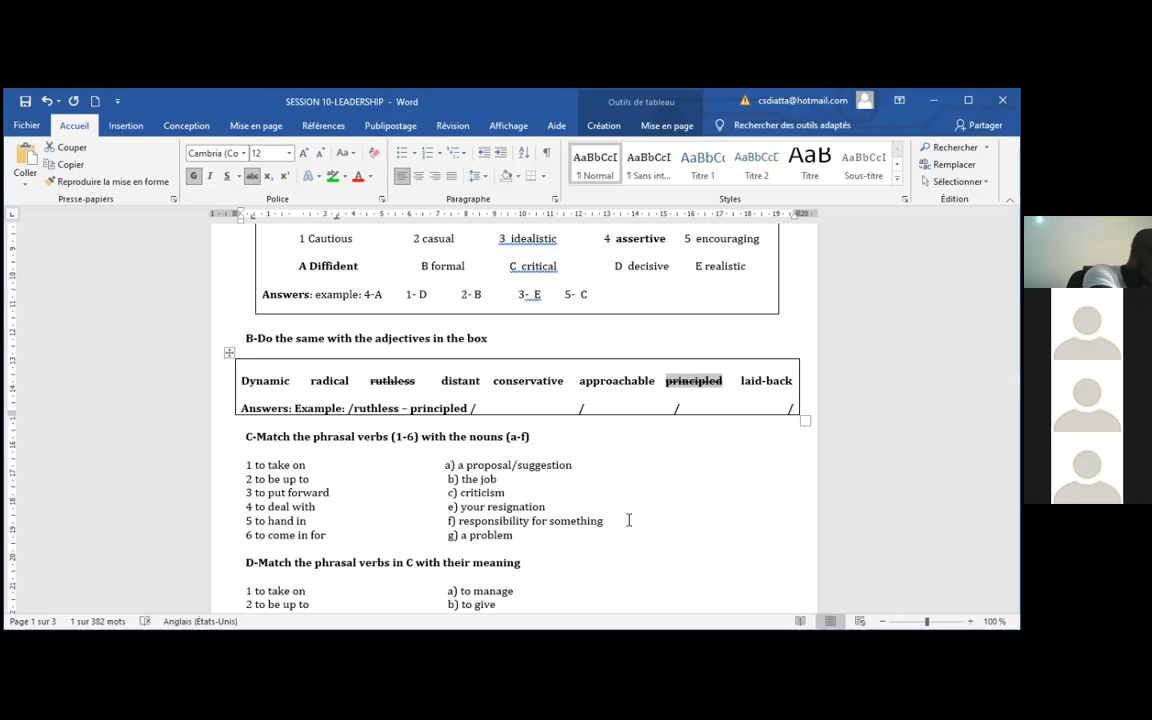 SESSION 10-LEADERSHIP - Word
Outils de tableau
csdiatta@hotmail.com
Fichier Accueil Insertion Conception Mise en page Références Publipostage Révision Affichage Aide Création Mise en page Rechercher des outils adaptés Partager
Coller
Couper
Copier
Reproduire la mise en forme
Presse-papiers
Cambria (Co 12
Police
Paragraphe
AaBbCcI AaBbCcI AaBbCc AaBbCcE AaB AaBbCcI
¶ Normal ¶ Sans int... Titre 1 Titre 2 Titre Sous-titre
Styles
Rechercher
Remplacer
Sélectionner
Édition
1 Cautious 2 casual 3 idealistic 4 assertive 5 encouraging
A Diffident B formal C critical D decisive E realistic
Answers: example: 4-A 1- D 2- B 3- E 5- C
B-Do the same with the adjectives in the box
Dynamic radical ruthless distant conservative approachable principled laid-back
Answers: Example: /ruthless – principled / / / /
C-Match the phrasal verbs (1-6) with the nouns (a-f)
1 to take on a) a proposal/suggestion
2 to be up to b) the job
3 to put forward c) criticism
4 to deal with e) your resignation
5 to hand in f) responsibility for something
6 to come in for g) a problem
D-Match the phrasal verbs in C with their meaning
1 to take on a) to manage
2 to be up to b) to give
Page 1 sur 3 1 sur 382 mots Anglais (États-Unis) 100 %